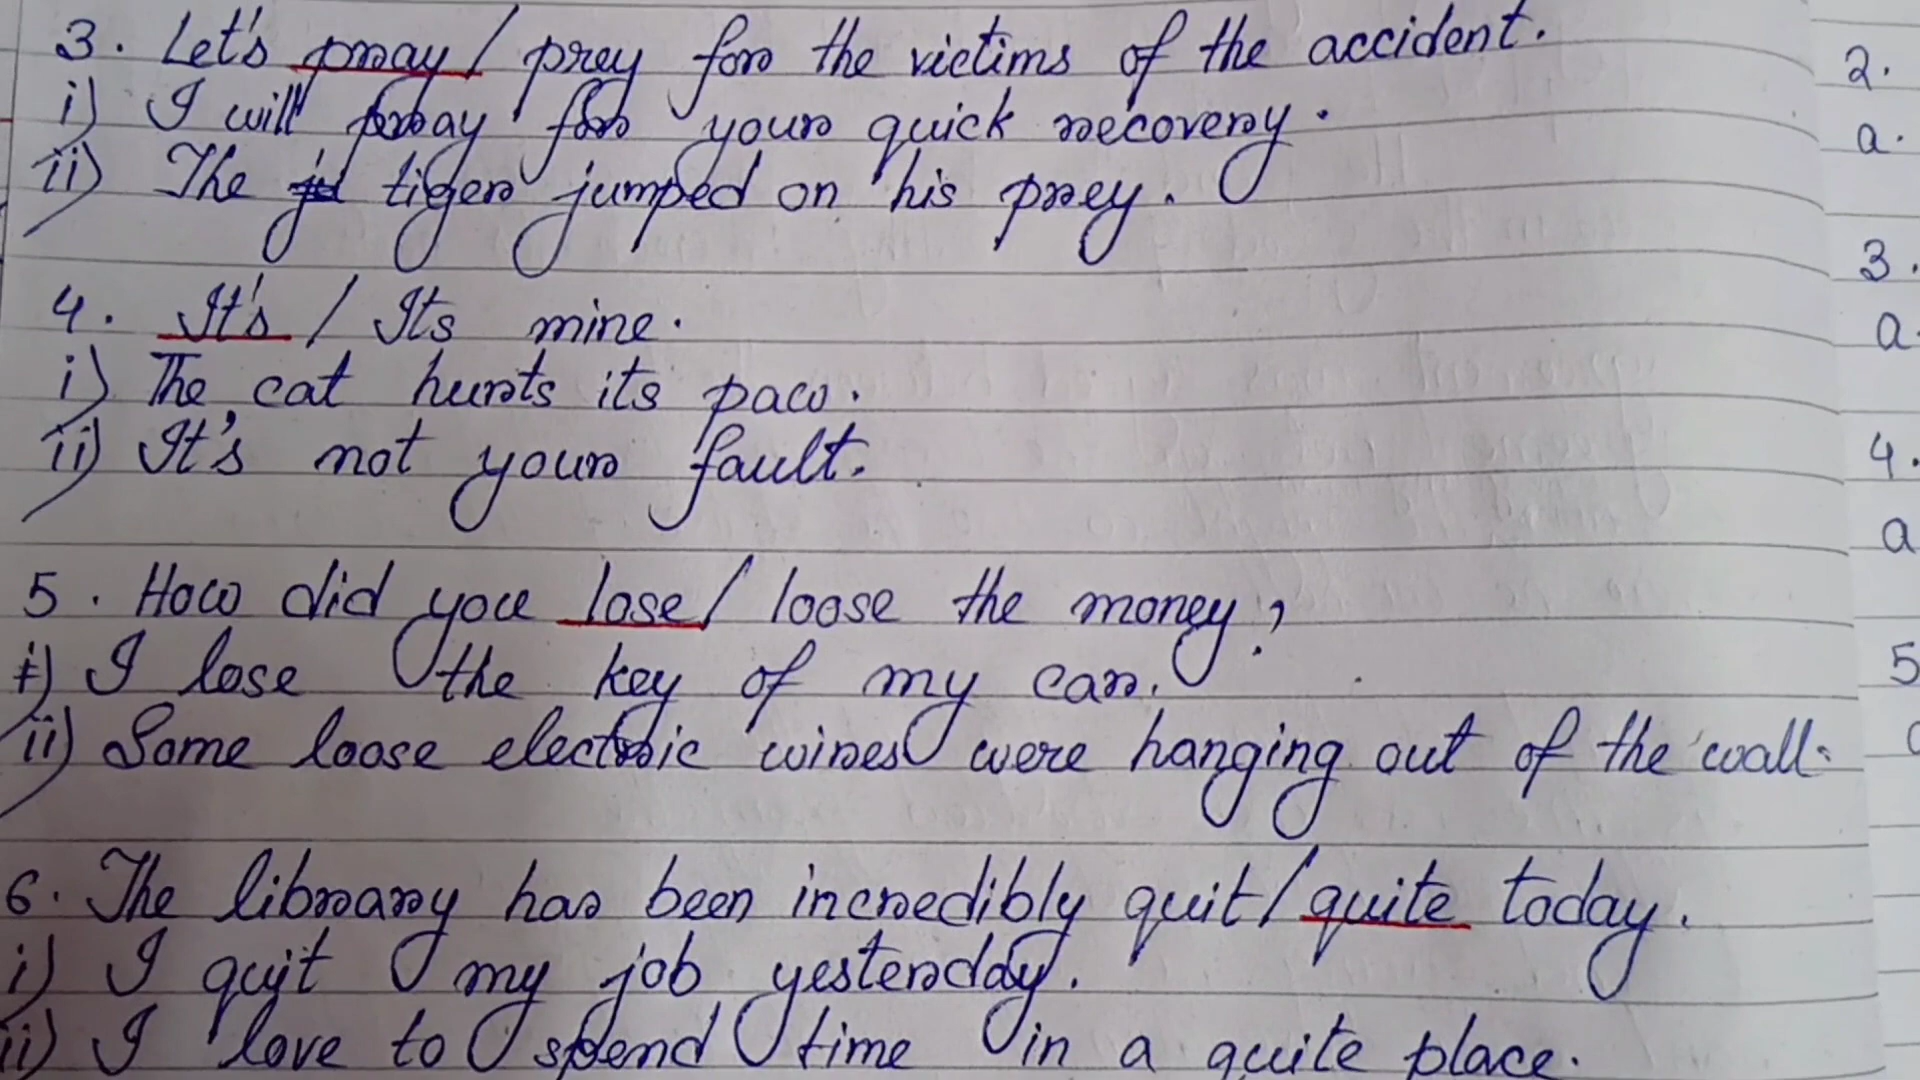 3. Let's pray / prey for the victims of the accident.
i) I will pray for your quick recovery.
ii) The tiger jumped on his prey.
4. It's / Its mine.
i) The cat hurts its paw.
ii) It's not your fault.
5. How did you lose / loose the money?
i) I lose the key of my car.
ii) Some loose electric wires were hanging out of the wall.
6. The library has been incredibly quit / quite today.
i) I quit my job yesterday.
ii) I love to spend time in a quite place.
2.
a.
3.
a.
4.
a
5